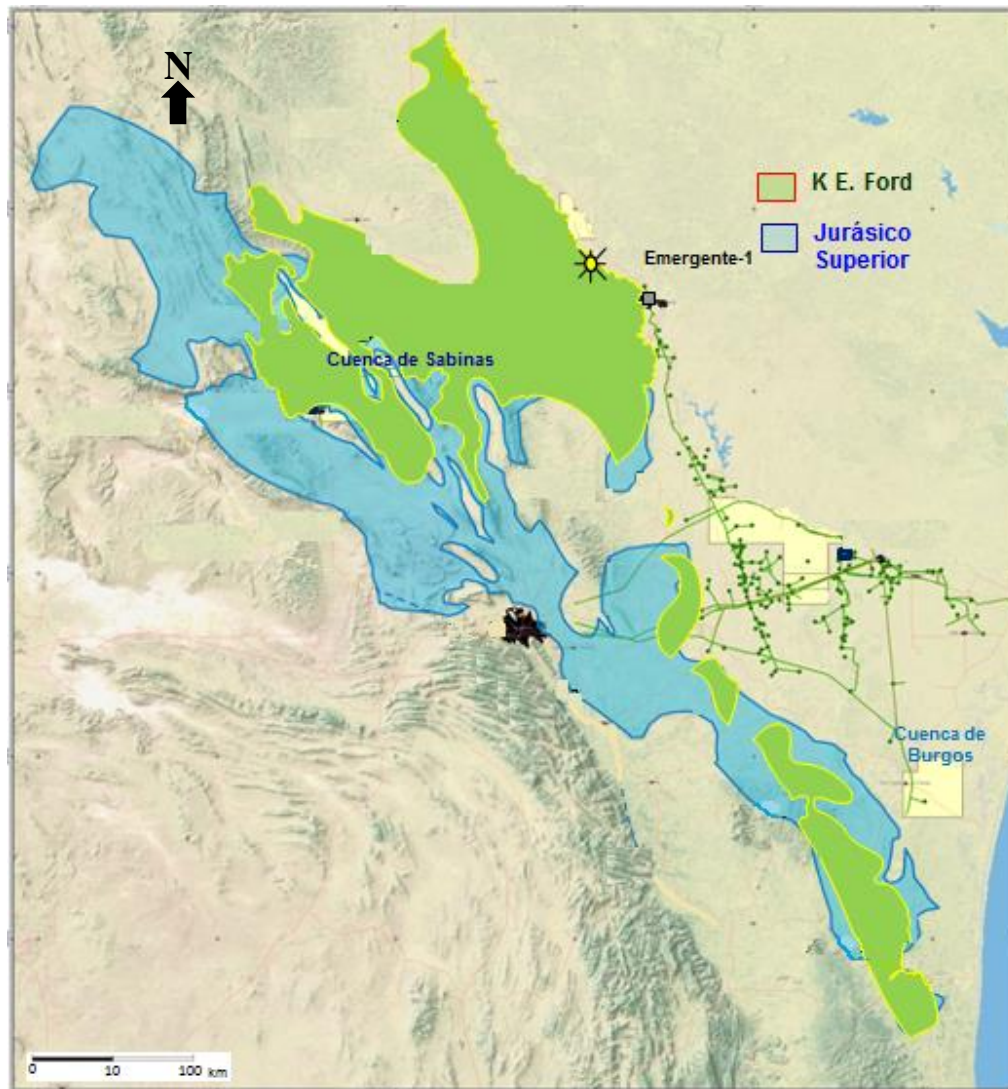 N
K E. Ford
Jurásico
Superior
Emergente-1
Cuenca de Sabinas
Cuenca de
Burgos
0 10 100 km